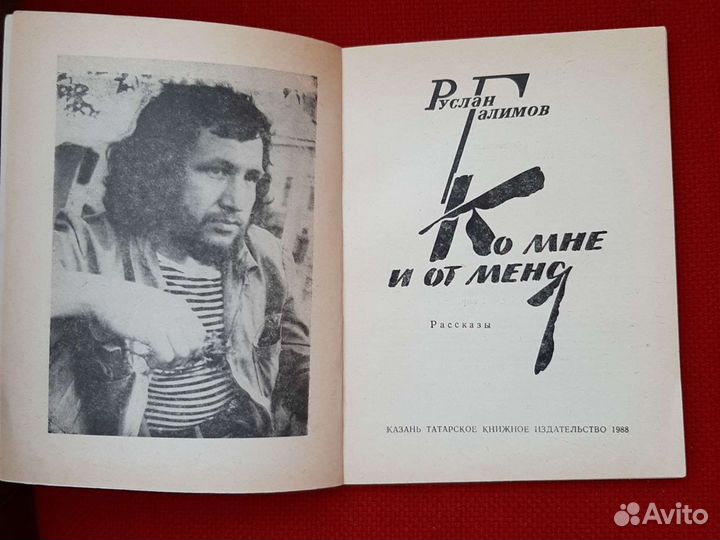 Руслан
Галимов
Ко мне
и от меня
Рассказы
КАЗАНЬ ТАТАРСКОЕ КНИЖНОЕ ИЗДАТЕЛЬСТВО 1988
Avito